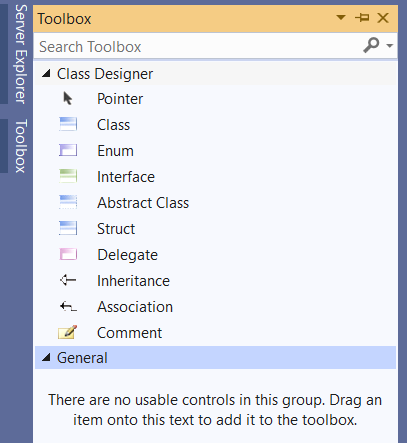 Server Explorer
Toolbox
Toolbox
Search Toolbox
Class Designer
Pointer
Class
Enum
Interface
Abstract Class
Struct
Delegate
Inheritance
Association
Comment
General
There are no usable controls in this group. Drag an
item onto this text to add it to the toolbox.